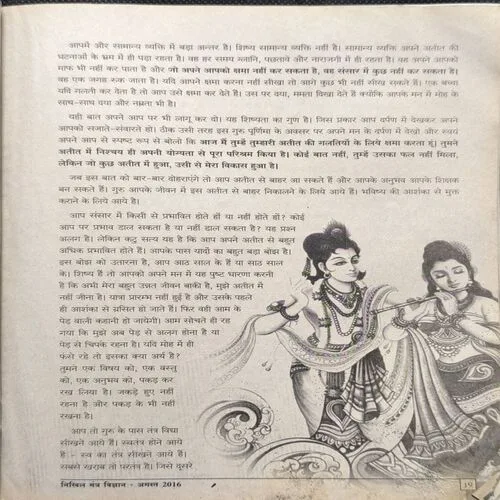 आपमें और सामान्य व्यक्ति में बड़ा अन्तर है। शिष्य सामान्य व्यक्ति नहीं है। सामान्य व्यक्ति अपने अतीत की
घटनाओं के भ्रम में ही पड़ा रहता है। वह हर समय ग्लानि, पछतावे और नाराजगी में ही रहता है। वह अपने आपको
माफ भी नहीं कर पाता है और जो अपने आपको क्षमा नहीं कर सकता है, वह संसार में कुछ नहीं कर सकता है।
वह एक जगह रूक जाता है। यदि आपने क्षमा करना नहीं सीखा तो आगे कुछ भी नहीं सीख सकते हैं। एक बच्चा
यदि गलती कर देता है तो आप उसे क्षमा कर देते हैं। उस पर दया, ममता दिखा देते हैं क्योंकि आपके मन में मोह के
साथ-साथ दया और नम्रता भी है।
यही बात अपने आप पर भी लागू कर दो। यह शिष्यता का गुण है। जिस प्रकार आप दर्पण में देखकर अपने
आपको सजाते-संवारते हो। ठीक उसी तरह इस गुरू पूर्णिमा के अवसर पर अपने मन के दर्पण में देखो और स्वयं
अपने आप से स्पष्ट रूप से बोलो कि आज मैं तुम्हें तुम्हारी अतीत की गलतियों के लिये क्षमा करता हूं। तुमने
अतीत में निश्चय ही अपनी योग्यता से पूरा परिश्रम किया है। कोई बात नहीं, तुम्हें उसका फल नहीं मिला,
लेकिन जो कुछ अतीत में हुआ, उसी से मेरा विकास हुआ है।
जब इस बात को बार-बार दोहराएंगे तो आप अतीत से बाहर आ सकते हैं और आपके अनुभव आपके शिक्षक
बन सकते हैं। गुरू आपके जीवन में इस अतीत से बाहर निकालने के लिये आये हैं। भविष्य की आशंका से मुक्त
कराने के लिये आये हैं।
आप संसार में किसी से प्रभावित होते हों या नहीं होते हों? कोई
आप पर प्रभाव डाल सकता है या नहीं डाल सकता है? यह प्रश्न
अलग है। लेकिन कटु सत्य यह है कि आप अपने अतीत से बहुत
अधिक प्रभावित होते हैं। आपके पास यादों का बहुत बड़ा बोझ है।
इस बोझ को उतारना है, आप आठ साल के हैं या साठ साल
के। शिष्य हैं तो आपको अपने मन में यह पुष्ट धारणा करनी
है कि अभी मेरा बहुत उन्नत जीवन बाकी है, मुझे अतीत में
नहीं जीना है। यात्रा प्रारम्भ नहीं हुई है और उसके पहले
ही आशंका से ग्रसित हो जाते हैं। फिर वही आम के
पेड़ वाली कहानी हो जायेगी। आम सोचते ही रह
गया कि मुझे अब पेड़ से अलग होना है या
पेड़ से चिपके रहना है। यदि मोह में ही
फंसे रहे तो इसका क्या अर्थ है?
तुमने एक विषय को, एक वस्तु
को, एक अनुभव को, पकड़ कर
रख लिया है। जकड़े हुए नहीं
रहना है और पकड़ के भी नहीं
रखना है।
आप तो गुरू के पास तंत्र विद्या
सीखने आये हैं। स्वतंत्र होने आये
हैं :- स्व का तंत्र सीखने आये हैं।
सबसे खराब तो परतंत्र है। जिसे दूसरे
निखिल मंत्र विज्ञान - अगस्त 2016